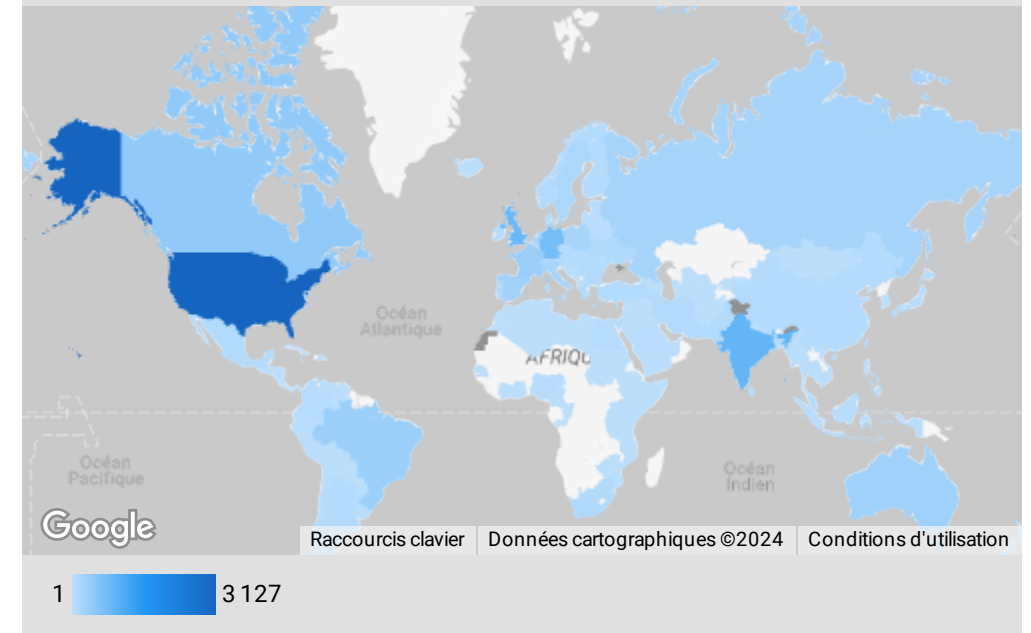 Océan
Atlantique
AFRIQU
Océan
Pacifique
Océan
Indien
Google
Raccourcis clavier
Données cartographiques ©2024
Conditions d'utilisation
1
3 127